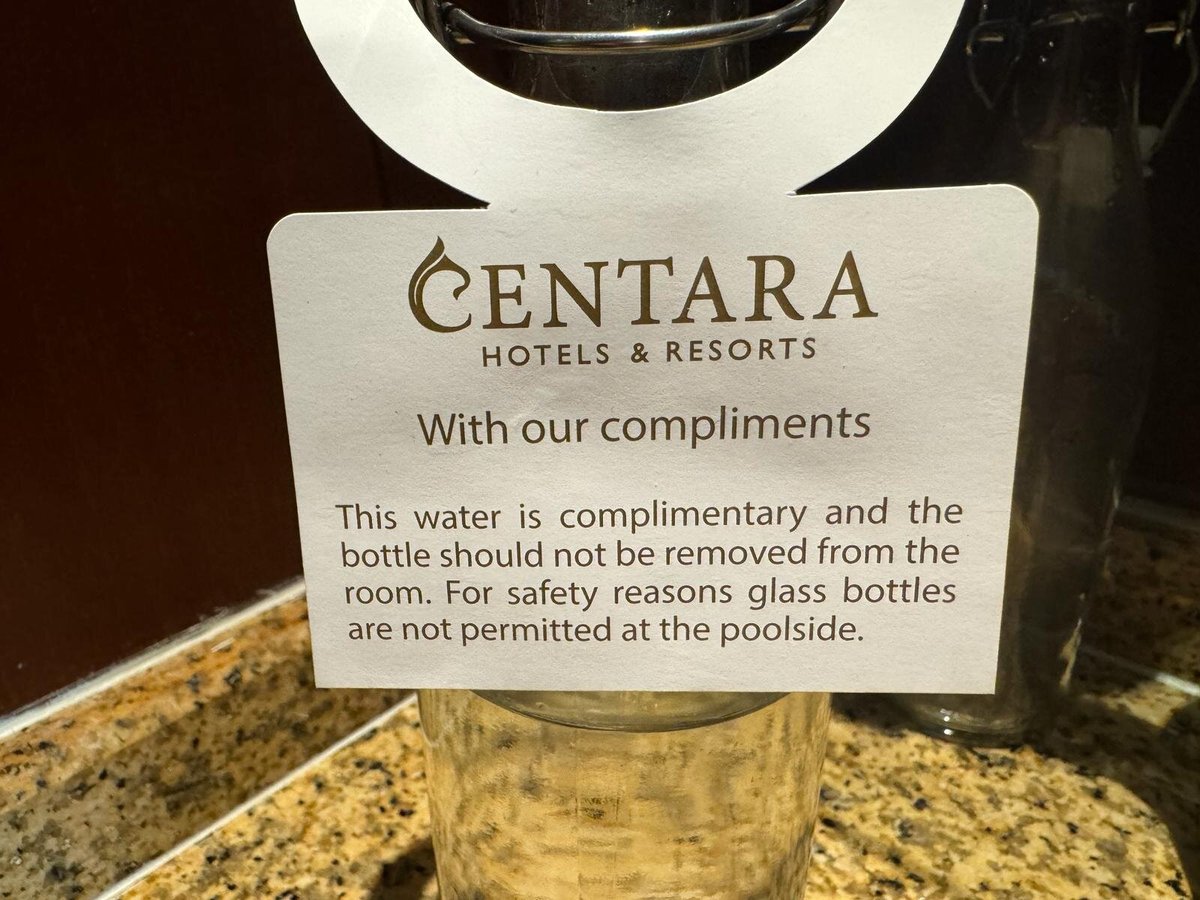 CENTARA
HOTELS & RESORTS
With our compliments
This water is complimentary and the
bottle should not be removed from the
room. For safety reasons glass bottles
are not permitted at the poolside.